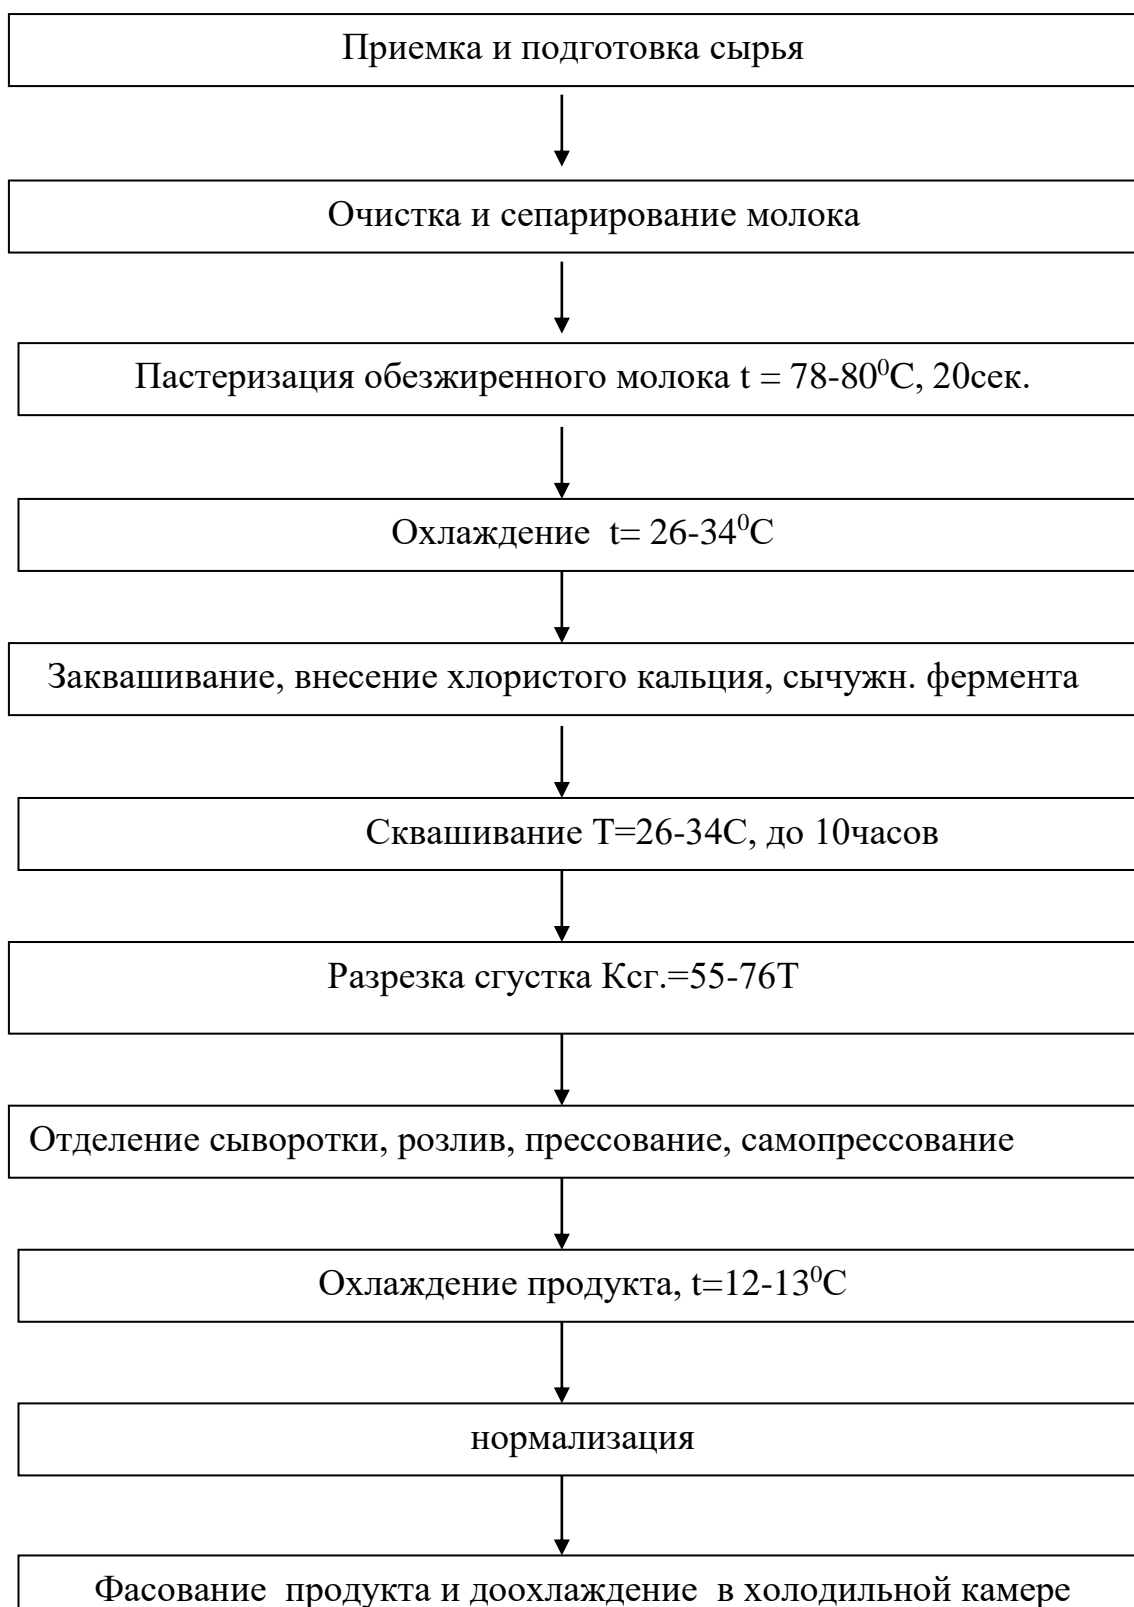 Приемка и подготовка сырья
Очистка и сепарирование молока
Пастеризация обезжиренного молока t = 78-80⁰С, 20сек.
Охлаждение  t= 26-34⁰С
Заквашивание, внесение хлористого кальция, сычужн. фермента
Сквашивание Т=26-34С, до 10часов
Разрезка сгустка Ксг.=55-76Т
Отделение сыворотки, розлив, прессование, самопрессование
Охлаждение продукта, t=12-13⁰С
нормализация
Фасование  продукта и доохлаждение  в холодильной камере